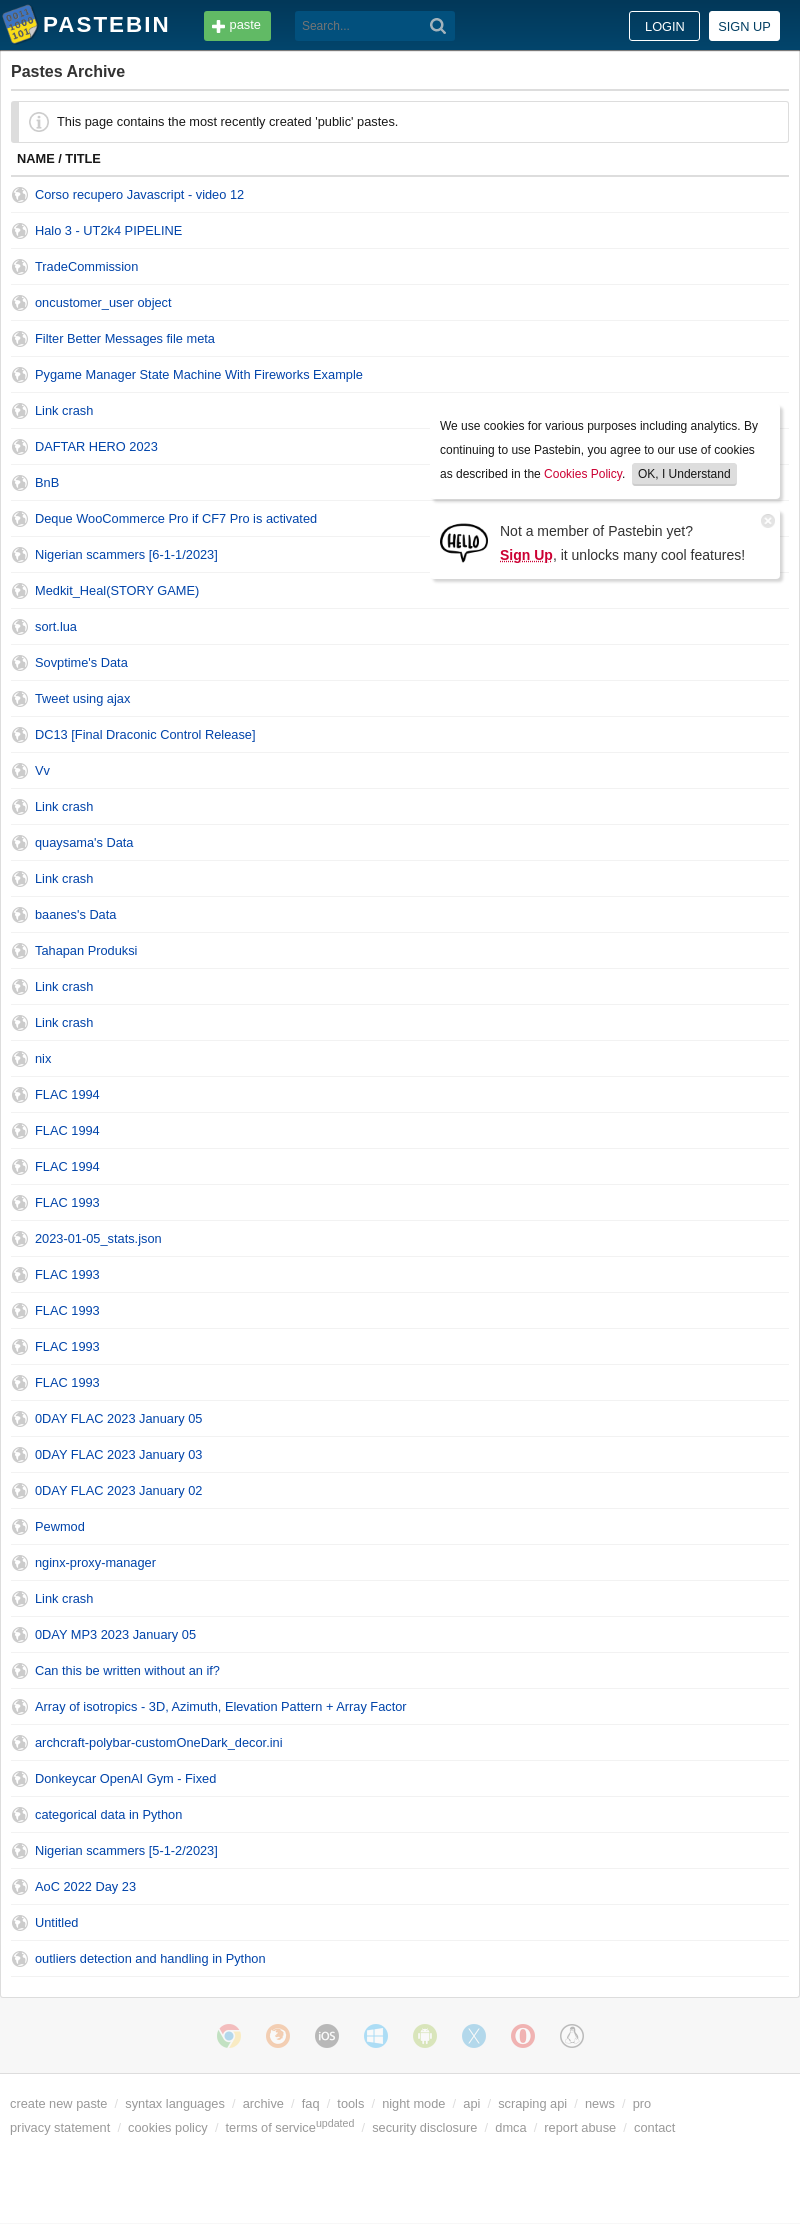 PASTEBIN
paste
Search...
LOGIN
SIGN UP
Pastes Archive
This page contains the most recently created 'public' pastes.
NAME / TITLE
Corso recupero Javascript - video 12
Halo 3 - UT2k4 PIPELINE
TradeCommission
oncustomer_user object
Filter Better Messages file meta
Pygame Manager State Machine With Fireworks Example
Link crash
DAFTAR HERO 2023
BnB
Deque WooCommerce Pro if CF7 Pro is activated
Nigerian scammers [6-1-1/2023]
We use cookies for various purposes including analytics. By
continuing to use Pastebin, you agree to our use of cookies
as described in the Cookies Policy. OK, I Understand
HELLO
Not a member of Pastebin yet?
Sign Up, it unlocks many cool features!
Medkit_Heal(STORY GAME)
sort.lua
Sovptime's Data
Tweet using ajax
DC13 [Final Draconic Control Release]
Vv
Link crash
quaysama's Data
Link crash
baanes's Data
Tahapan Produksi
Link crash
Link crash
nix
FLAC 1994
FLAC 1994
FLAC 1994
FLAC 1993
2023-01-05_stats.json
FLAC 1993
FLAC 1993
FLAC 1993
FLAC 1993
0DAY FLAC 2023 January 05
0DAY FLAC 2023 January 03
0DAY FLAC 2023 January 02
Pewmod
nginx-proxy-manager
Link crash
0DAY MP3 2023 January 05
Can this be written without an if?
Array of isotropics - 3D, Azimuth, Elevation Pattern + Array Factor
archcraft-polybar-customOneDark_decor.ini
Donkeycar OpenAI Gym - Fixed
categorical data in Python
Nigerian scammers [5-1-2/2023]
AoC 2022 Day 23
Untitled
outliers detection and handling in Python
iOS
create new paste / syntax languages / archive / faq / tools / night mode / api / scraping api / news / pro
privacy statement / cookies policy / terms of serviceupdated / security disclosure / dmca / report abuse / contact